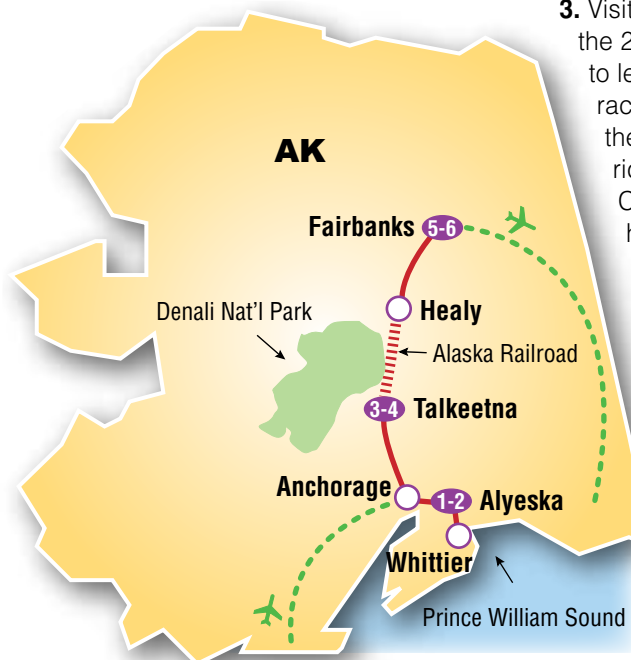 3. Visit
the 2
to le
rac
the
ric
C
h
AK
Fairbanks 5-6
Denali Nat'l Park
Healy
Alaska Railroad
3-4 Talkeetna
Anchorage
1-2 Alyeska
Whittier
Prince William Sound